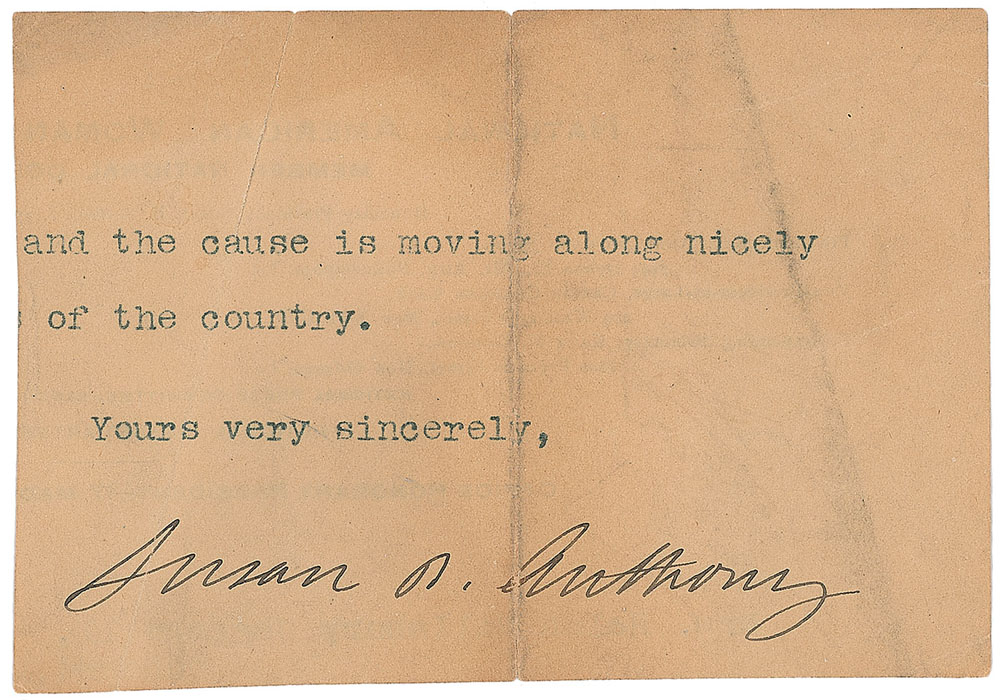 and the cause is moving along nicely
s of the country.
Yours very sincerely,
Susan B. Anthony